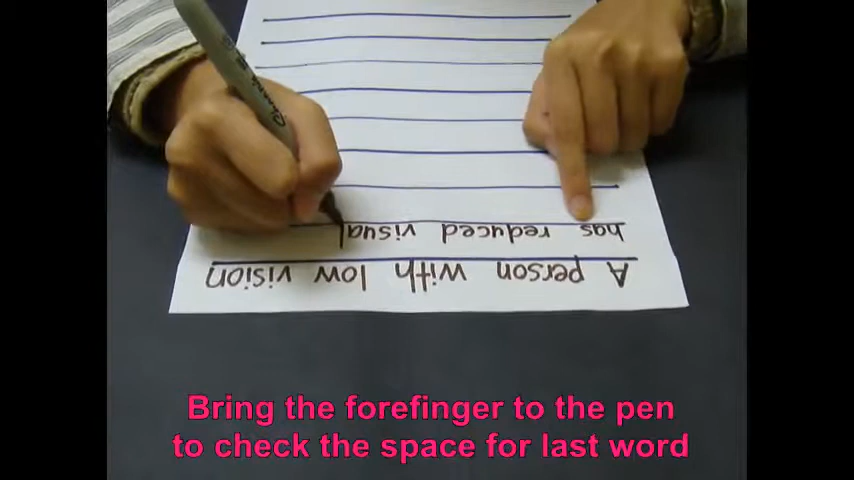 A person with low vision
has reduced visual
Bring the forefinger to the pen
to check the space for last word